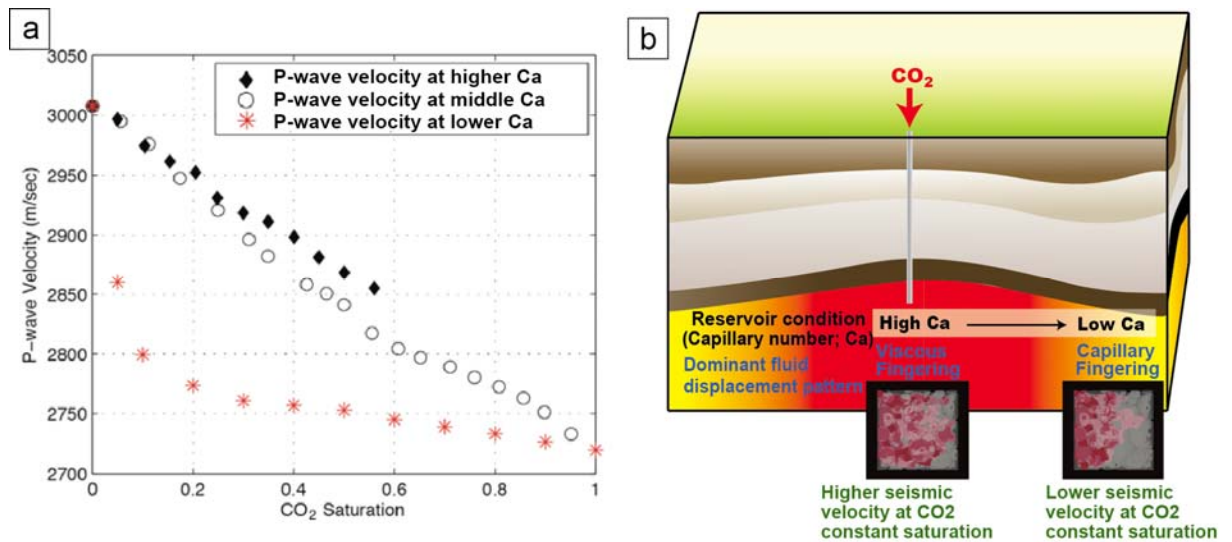 a
3050
3000
2950
2900
2850
2800
2750
2700
P-wave Velocity (m/sec)
P-wave velocity at higher Ca
P-wave velocity at middle Ca
P-wave velocity at lower Ca
0
0.2
0.4
0.6
0.8
1
CO2 Saturation
b
CO2
Reservoir condition
(Capillary number; Ca)
High Ca
Low Ca
Dominant fluid
displacement pattern
Viscous
Fingering
Capillary
Fingering
Higher seismic
velocity at CO2
constant saturation
Lower seismic
velocity at CO2
constant saturation